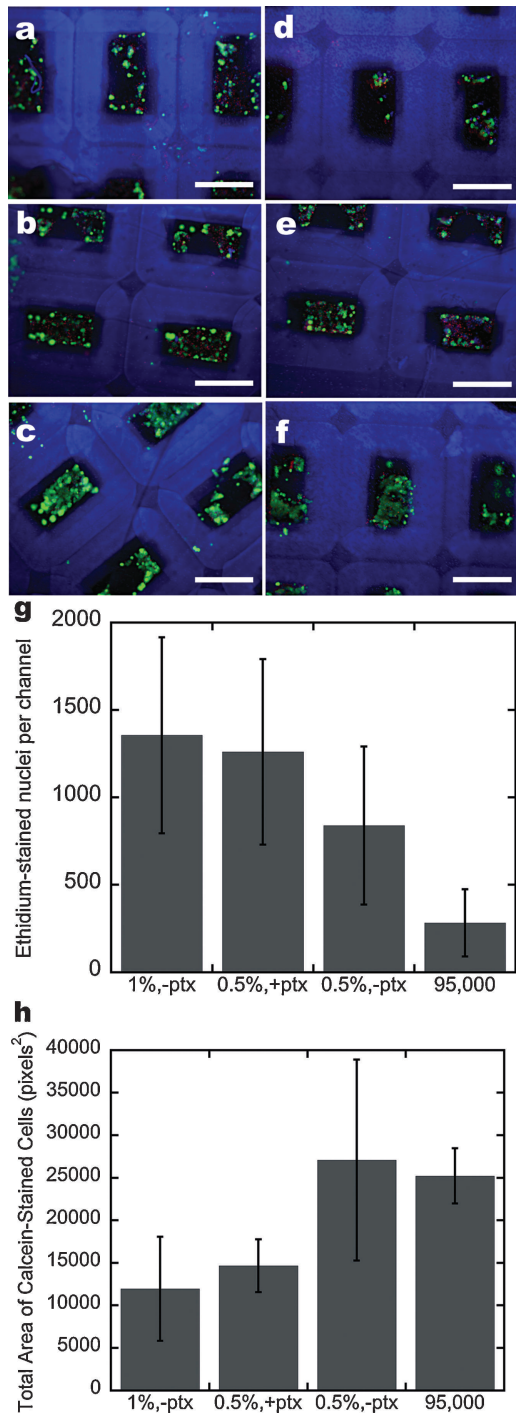 a
d
b
e
c
f
g
Ethidium-stained nuclei per channel
2000
1500
1000
500
0
1%,-ptx 0.5%,+ptx 0.5%,-ptx 95,000
h
Total Area of Calcein-Stained Cells (pixels²)
40000
35000
30000
25000
20000
15000
10000
5000
0
1%,-ptx 0.5%,+ptx 0.5%,-ptx 95,000